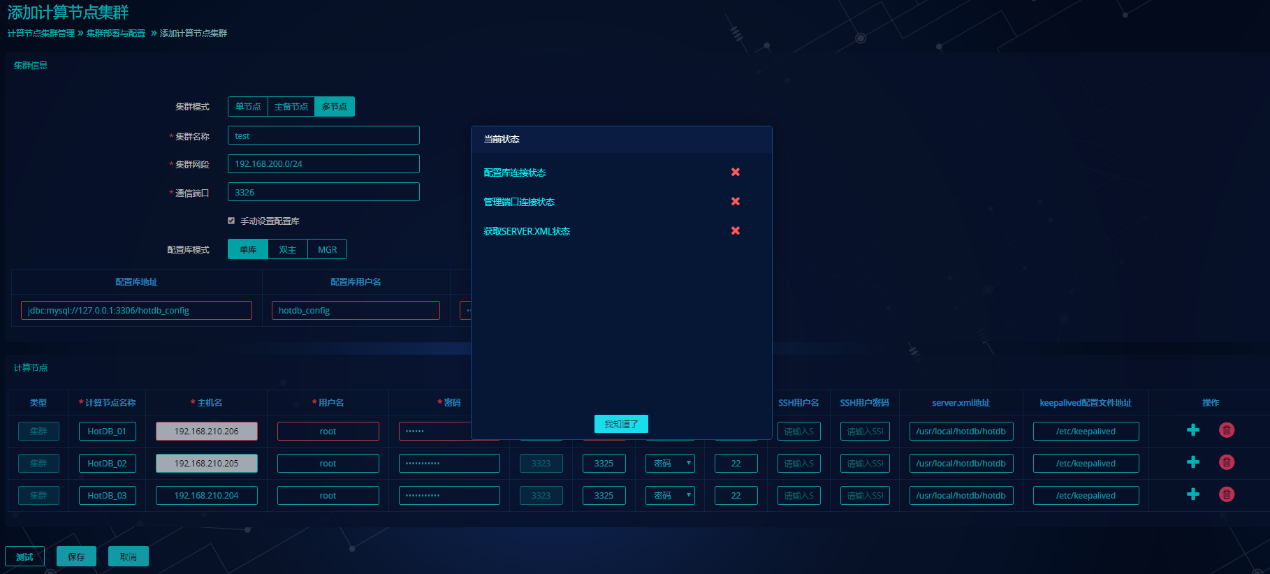 添加计算节点集群
计算节点集群管理 » 集群部署与配置 » 添加计算节点集群
集群信息
集群模式 单节点 主备节点 多节点
* 集群名称 test
* 集群网段 192.168.200.0/24
* 通信端口 3326
手动设置配置库
配置库模式 单库 双主 MGR
配置库地址 配置库用户名
jdbc:mysql://127.0.0.1:3306/hotdb_config hotdb_config ••
当前状态
配置库连接状态
管理端口连接状态
获取SERVER.XML状态
我知道了
计算节点
类型 * 计算节点名称 * 主机名 * 用户名 * 密码 SSH用户名 SSH用户密码 server.xml地址 keepalived配置文件地址 操作
集群 HotDB_01 192.168.210.206 root •••••• 请输入S 请输入SSI /usr/local/hotdb/hotdb /etc/keepalived
集群 HotDB_02 192.168.210.205 root ••••••••••• 3323 3325 密码 22 请输入S 请输入SSI /usr/local/hotdb/hotdb /etc/keepalived
集群 HotDB_03 192.168.210.204 root ••••••••••• 3323 3325 密码 22 请输入S 请输入SSI /usr/local/hotdb/hotdb /etc/keepalived
测试 保存 取消